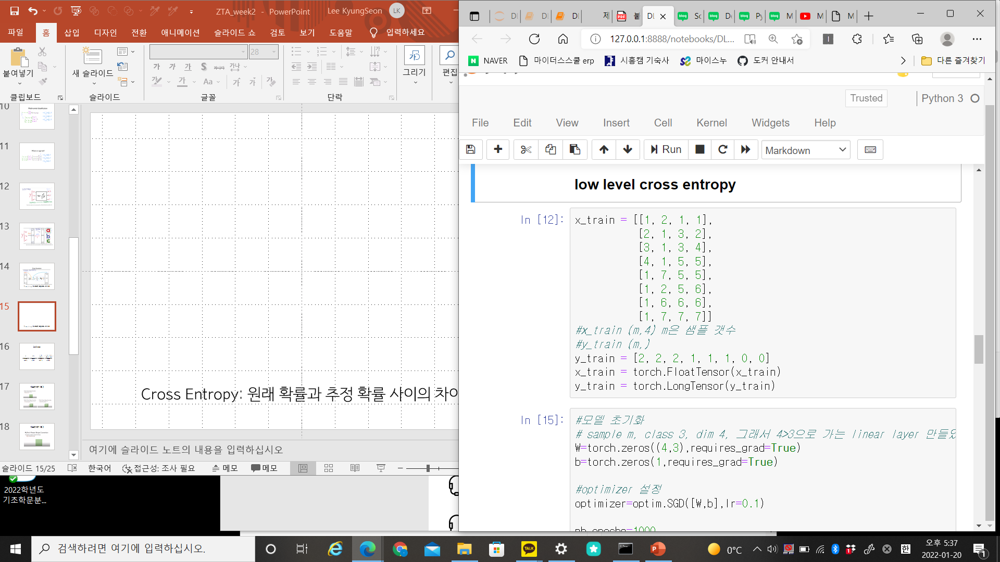 ZTA_week2 - PowerPoint
Lee KyungSeon
LK
파일
홈
삽입
디자인
전환
애니메이션
슬라이드 쇼
검토
보기
도움말
입력하세요
붙여넣기
클립보드
새 슬라이드
슬라이드
28
가
가
가
S
가나
가
Aa
가
가
가
글꼴
단락
그리기
편집
10
11
12
13
14
15
16
17
18
Cross Entropy: 원래 확률과 추정 확률 사이의 차이
여기에 슬라이드 노트의 내용을 입력하십시오
슬라이드 15/25
한국어
접근성: 조사 필요
메모
메모
2022학년도
기초학문분...
127.0.0.1:8888/notebooks/DL...
NAVER
마이더스스쿨 erp
시흥캠 기숙사
마이스누
도커 안내서
다른 즐겨찾기
Trusted
Python 3
File
Edit
View
Insert
Cell
Kernel
Widgets
Help
Run
Markdown
low level cross entropy
In [12]:
x_train = [[1, 2, 1, 1],
[2, 1, 3, 2],
[3, 1, 3, 4],
[4, 1, 5, 5],
[1, 7, 5, 5],
[1, 2, 5, 6],
[1, 6, 6, 6],
[1, 7, 7, 7]]
#x_train (m,4) m은 샘플 갯수
#y_train (m,)
y_train = [2, 2, 2, 1, 1, 1, 0, 0]
x_train = torch.FloatTensor(x_train)
y_train = torch.LongTensor(y_train)
In [15]:
#모델 초기화
# sample m, class 3, dim 4, 그래서 4>3으로 가는 linear layer 만들었
W=torch.zeros((4,3),requires_grad=True)
b=torch.zeros(1,requires_grad=True)
#optimizer 설정
optimizer=optim.SGD([W,b],lr=0.1)
nb_epochs=1000
검색하려면 여기에 입력하십시오.
TALK
0°C
한
오후 5:37
2022-01-20
1